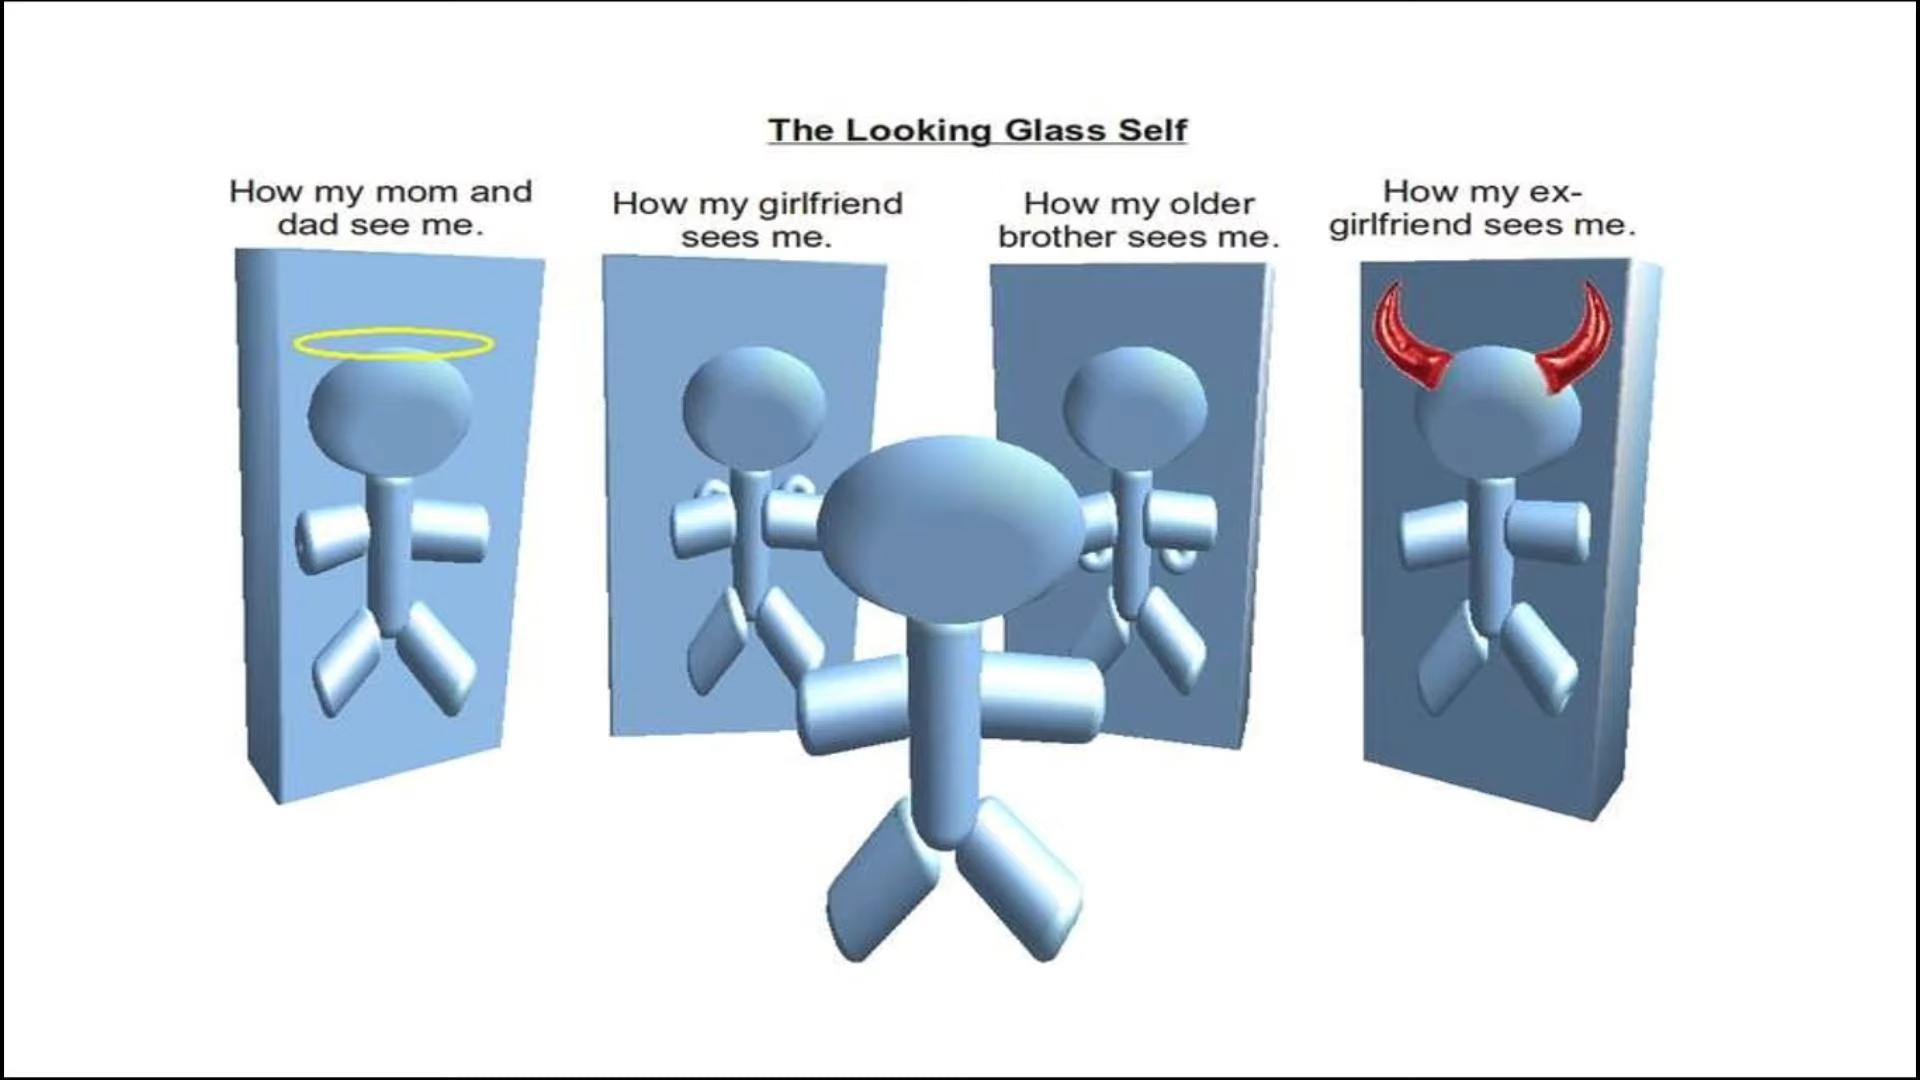 The Looking Glass Self
How my mom and
dad see me.
How my girlfriend
sees me.
How my older
brother sees me.
How my ex-
girlfriend sees me.